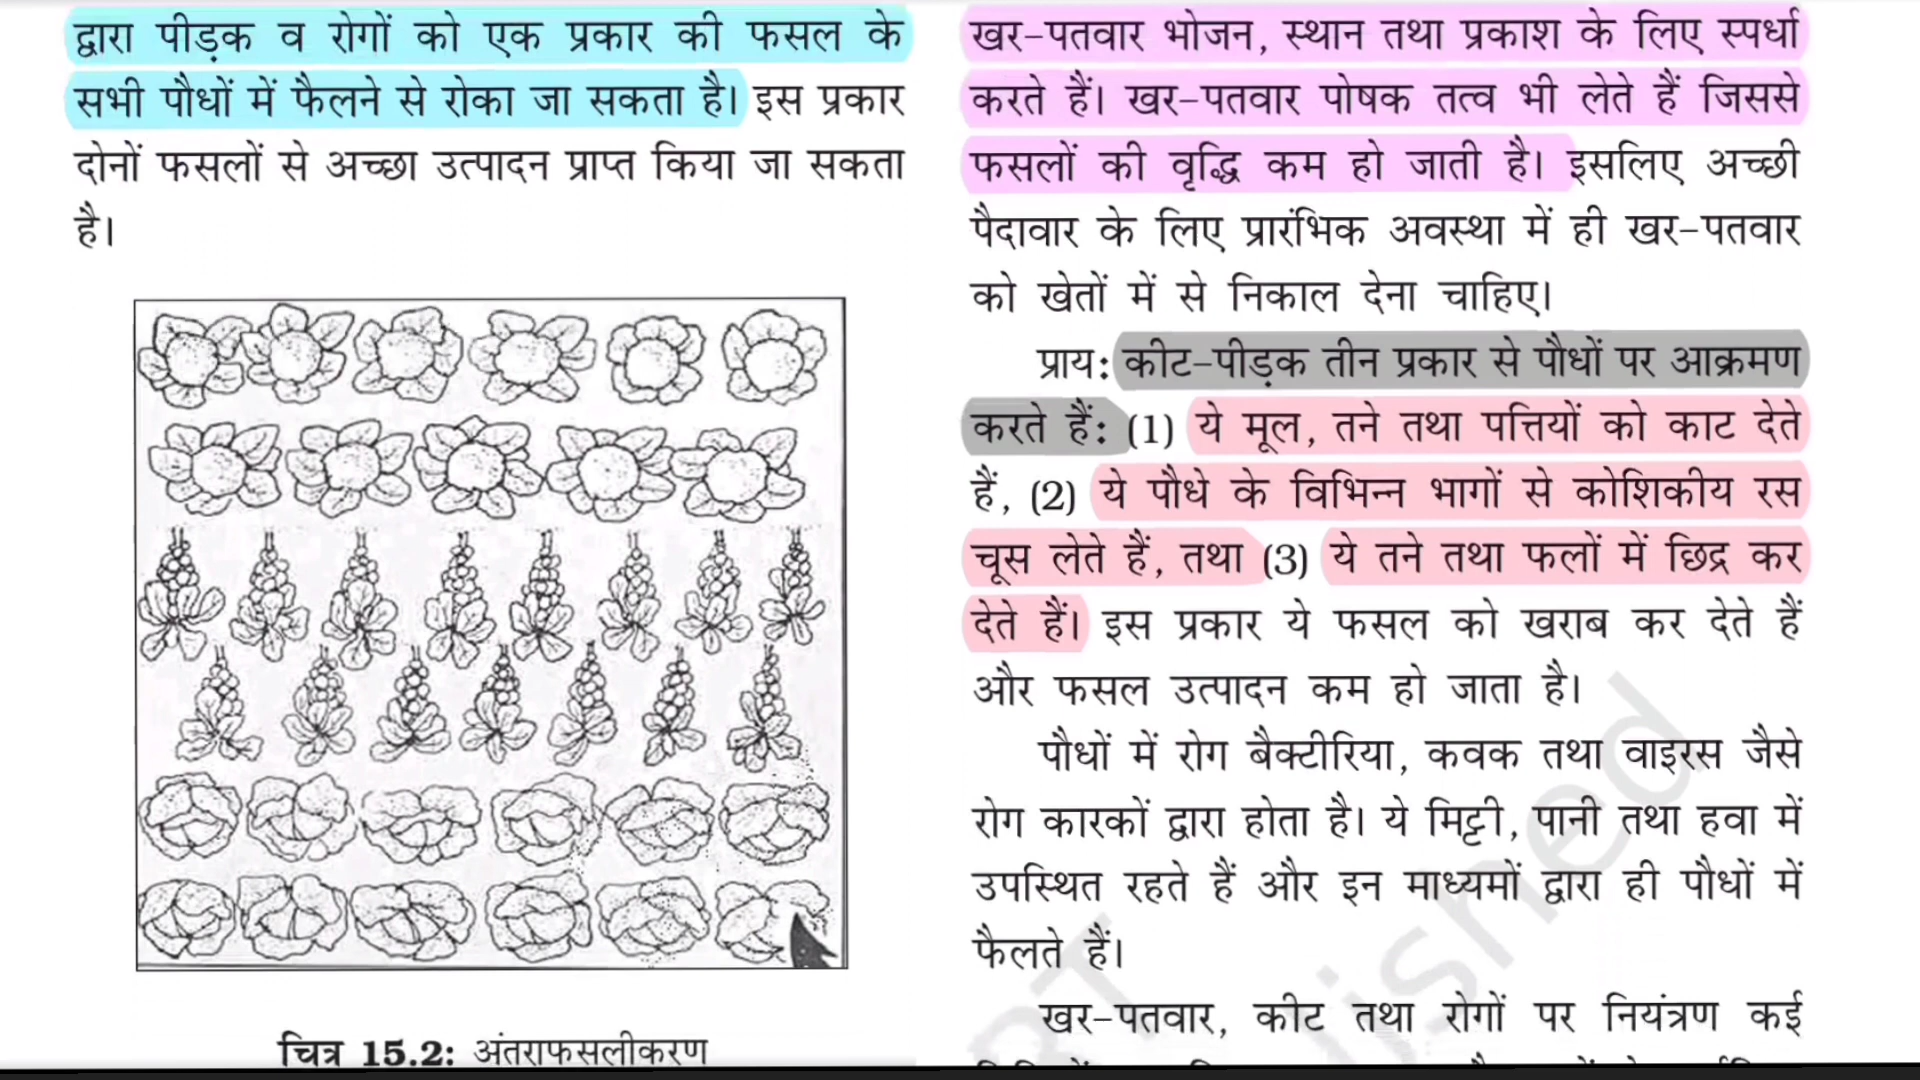 द्वारा पीड़क व रोगों को एक प्रकार की फसल के
सभी पौधों में फैलने से रोका जा सकता है। इस प्रकार
दोनों फसलों से अच्छा उत्पादन प्राप्त किया जा सकता
है।
चित्र 15.2: अंतराफसलीकरण
खर-पतवार भोजन, स्थान तथा प्रकाश के लिए स्पर्धा
करते हैं। खर-पतवार पोषक तत्व भी लेते हैं जिससे
फसलों की वृद्धि कम हो जाती है। इसलिए अच्छी
पैदावार के लिए प्रारंभिक अवस्था में ही खर-पतवार
को खेतों में से निकाल देना चाहिए।
प्राय: कीट-पीड़क तीन प्रकार से पौधों पर आक्रमण
करते हैं: (1) ये मूल, तने तथा पत्तियों को काट देते
हैं, (2) ये पौधे के विभिन्न भागों से कोशिकीय रस
चूस लेते हैं, तथा (3) ये तने तथा फलों में छिद्र कर
देते हैं। इस प्रकार ये फसल को खराब कर देते हैं
और फसल उत्पादन कम हो जाता है।
पौधों में रोग बैक्टीरिया, कवक तथा वाइरस जैसे
रोग कारकों द्वारा होता है। ये मिट्टी, पानी तथा हवा में
उपस्थित रहते हैं और इन माध्यमों द्वारा ही पौधों में
फैलते हैं।
खर-पतवार, कीट तथा रोगों पर नियंत्रण कई